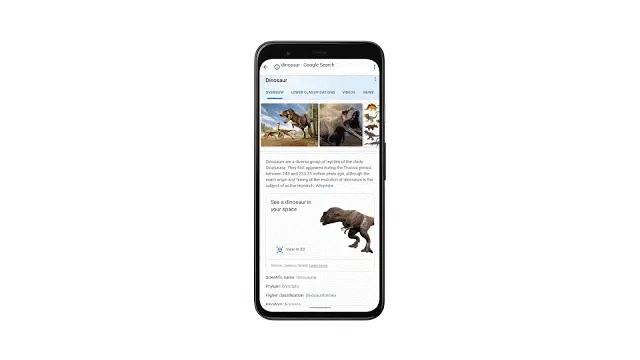 dinosaur - Google Search
Dinosaur
OVERVIEW LOWER CLASSIFICATIONS VIDEOS NEWS
Dinosaurs are a diverse group of reptiles of the clade
Dinosauria. They first appeared during the Triassic period,
between 243 and 233.23 million years ago, although the
exact origin and timing of the evolution of dinosaurs is the
subject of active research. Wikipedia
See a dinosaur in
your space
View in 3D
Learn more
Scientific name: Dinosauria
Phylum: Chordata
Higher classification: Dinosauriformes
Kingdom: Animalia